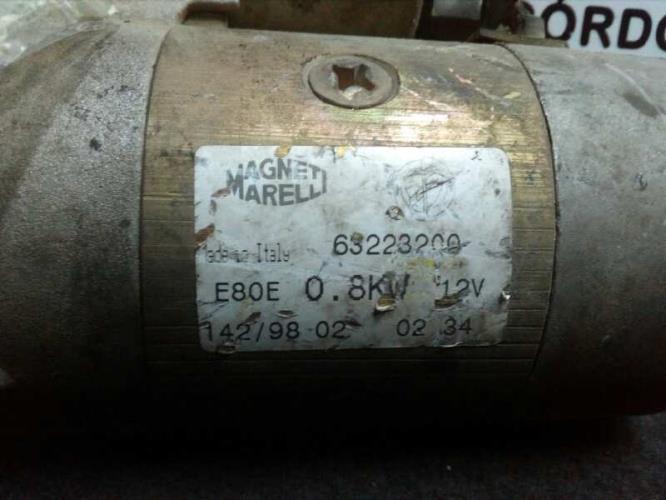 CÓRDO
MAGNETI
MARELLI
Made in Italy 63223200
E80E 0.8KW 12V
142/98 02 02 34